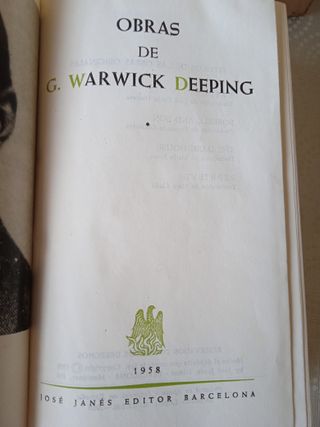 OBRAS
DE
G. WARWICK DEEPING
1958
JOSÉ JANÉS EDITOR BARCELONA